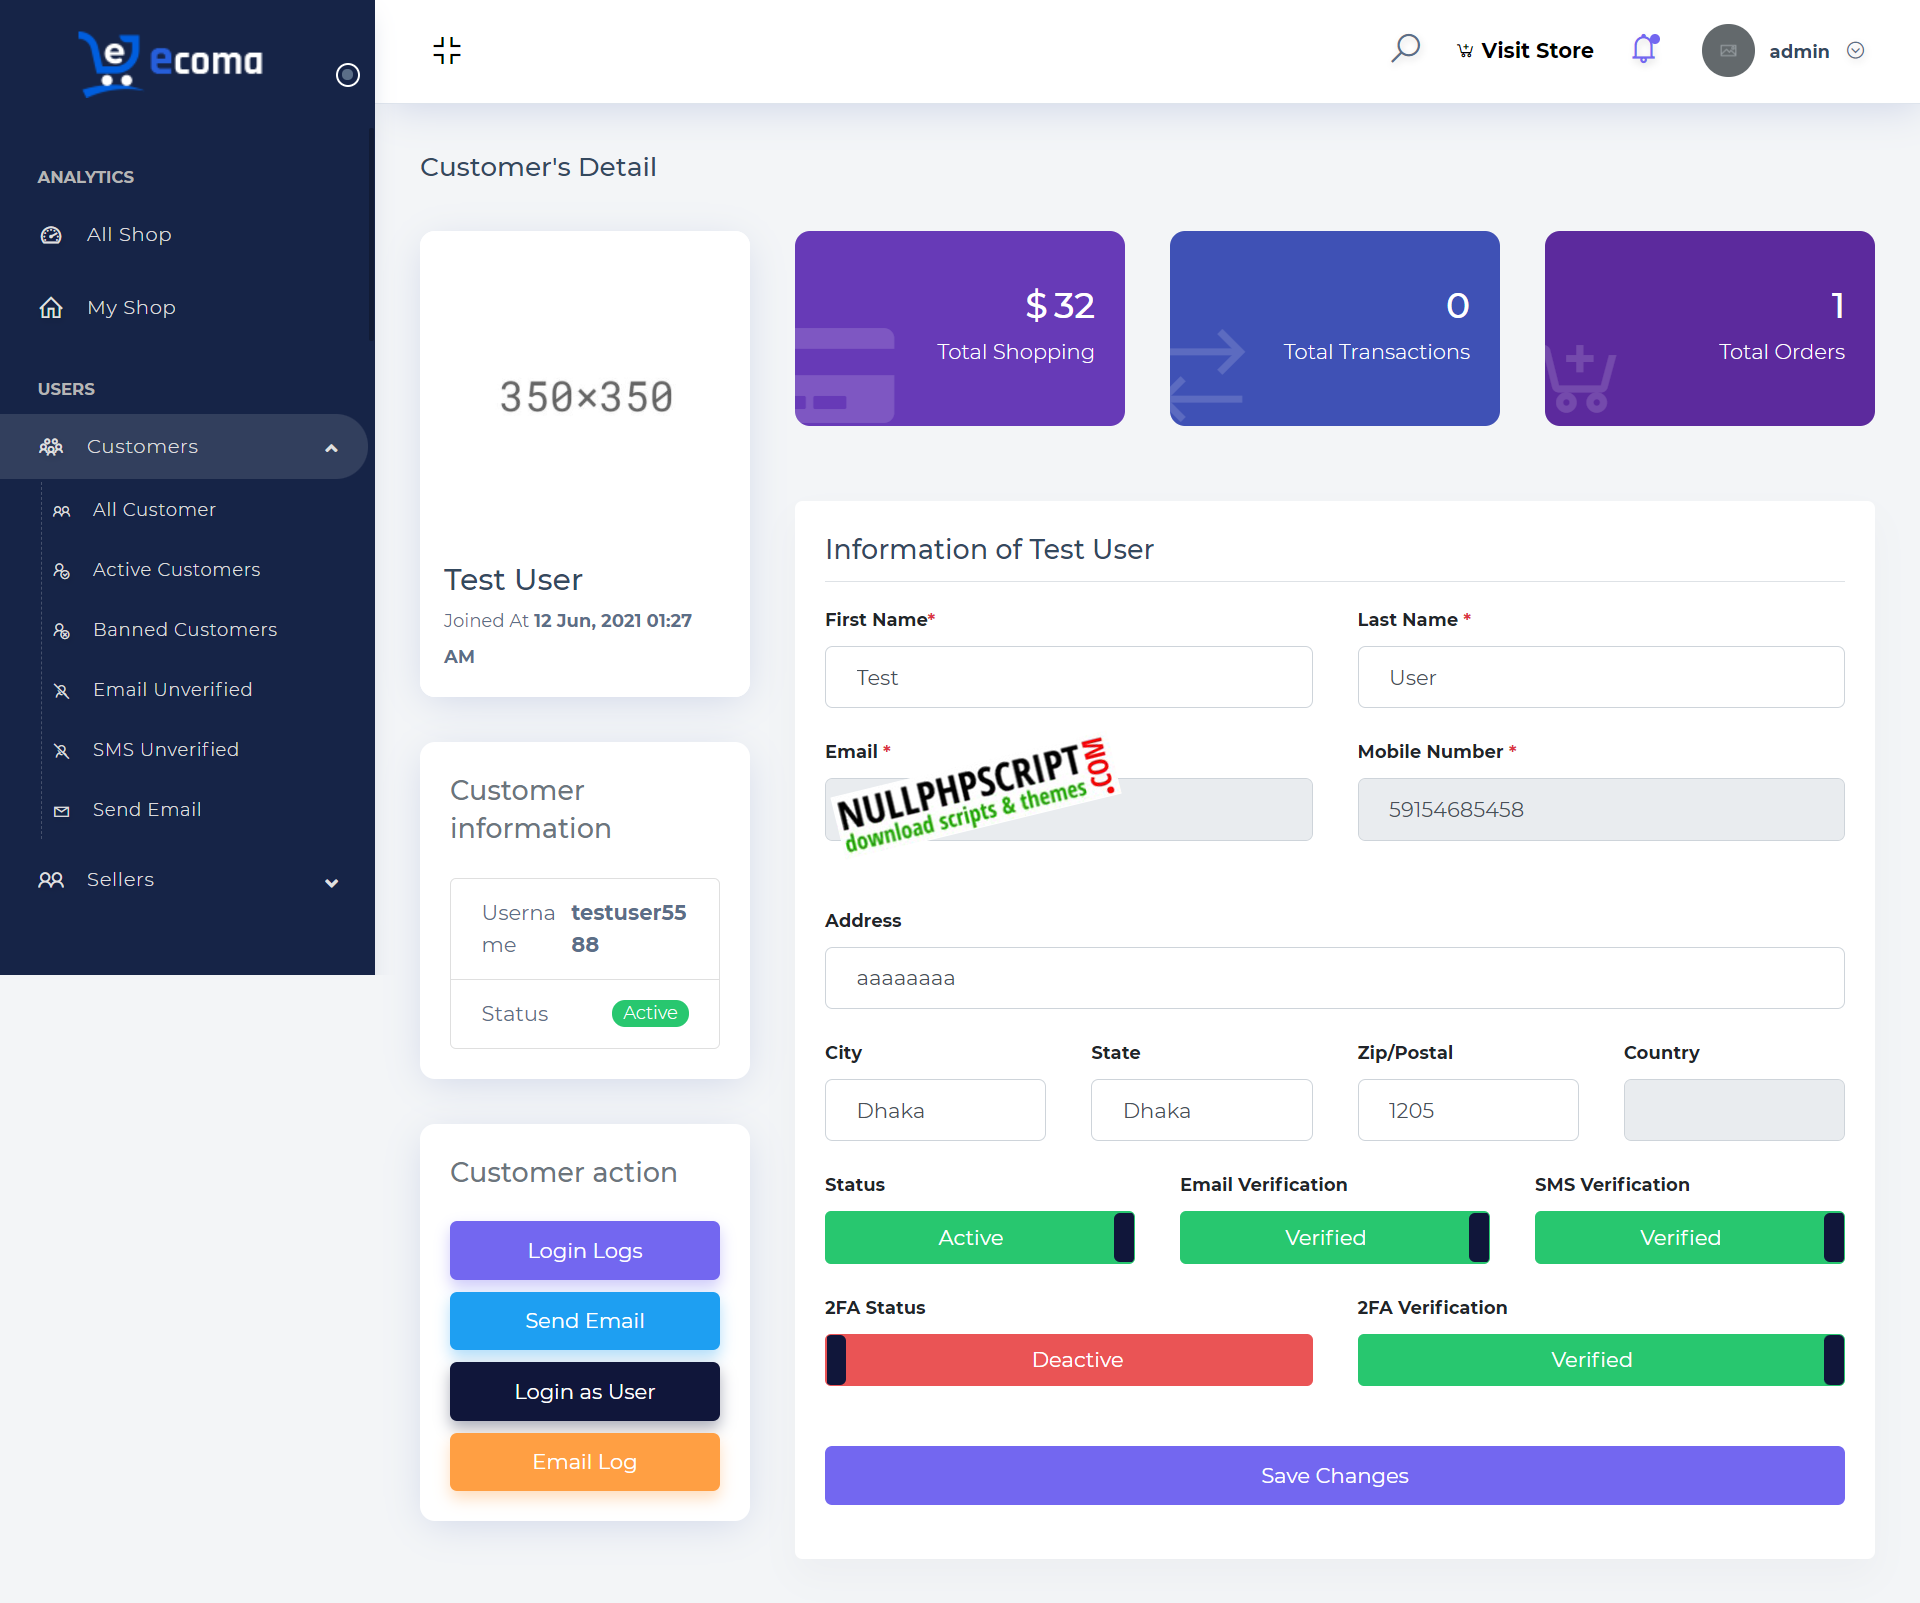 ecoma
Visit Store
admin
ANALYTICS
All Shop
My Shop
USERS
Customers
All Customer
Active Customers
Banned Customers
Email Unverified
SMS Unverified
Send Email
Sellers
Customer's Detail
350×350
Test User
Joined At 12 Jun, 2021 01:27
AM
Customer
information
Userna
me
testuser55
88
Status
Active
Customer action
Login Logs
Send Email
Login as User
Email Log
$ 32
Total Shopping
0
Total Transactions
1
Total Orders
Information of Test User
First Name*
Last Name *
Test
User
Email *
Mobile Number *
NULLPHPSCRIPT.COM
download scripts & themes
59154685458
Address
aaaaaaaa
City
State
Zip/Postal
Country
Dhaka
Dhaka
1205
Status
Email Verification
SMS Verification
Active
Verified
Verified
2FA Status
2FA Verification
Deactive
Verified
Save Changes